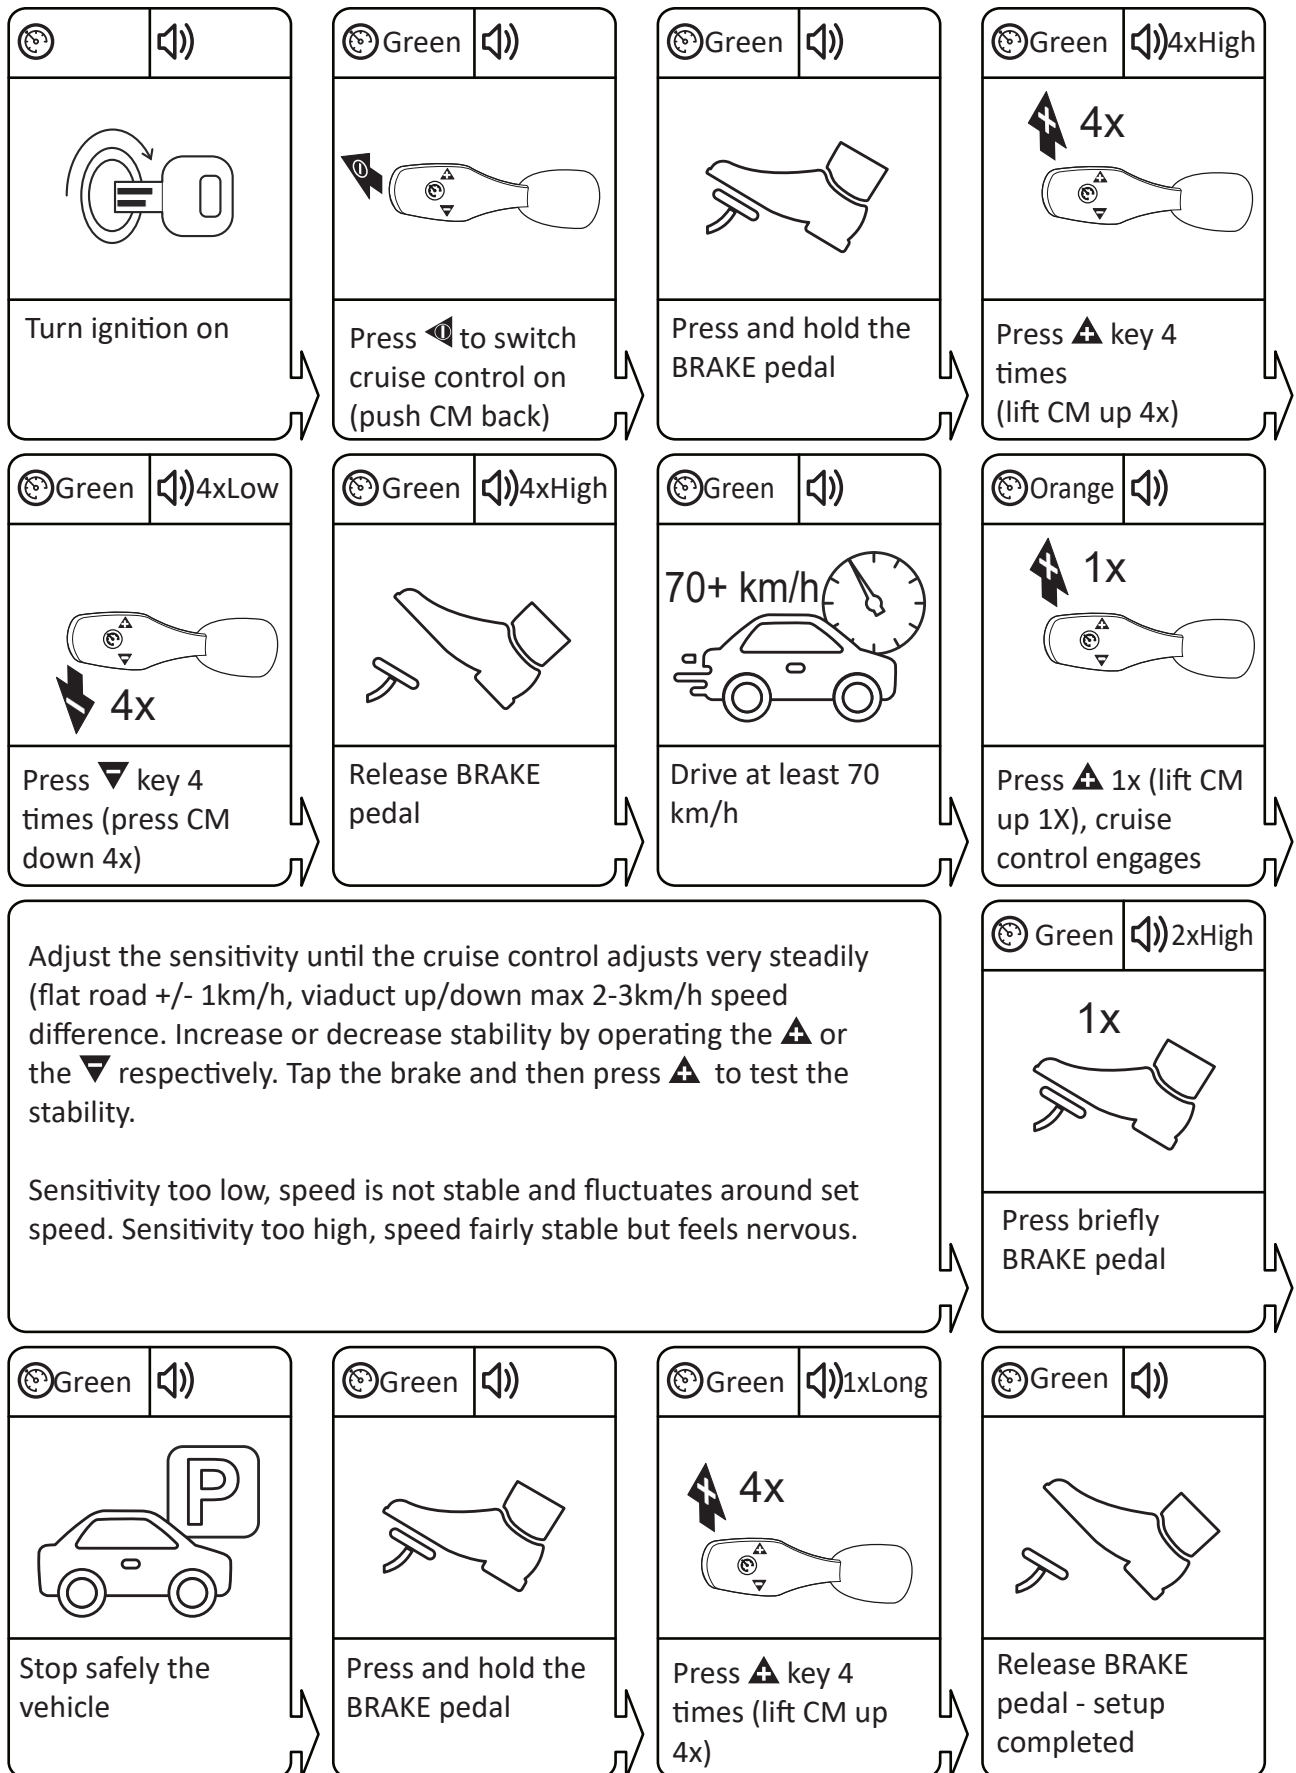 Green
Green
Green
4xHigh
4x
Turn ignition on
Press to switch
cruise control on
(push CM back)
Press and hold the
BRAKE pedal
Press + key 4
times
(lift CM up 4x)
Green
4xLow
Green
4xHigh
Green
Orange
4x
70+ km/h
1x
Press - key 4
times (press CM
down 4x)
Release BRAKE
pedal
Drive at least 70
km/h
Press + 1x (lift CM
up 1X), cruise
control engages
Adjust the sensitivity until the cruise control adjusts very steadily
(flat road +/- 1km/h, viaduct up/down max 2-3km/h speed
difference. Increase or decrease stability by operating the + or
the - respectively. Tap the brake and then press + to test the
stability.
Sensitivity too low, speed is not stable and fluctuates around set
speed. Sensitivity too high, speed fairly stable but feels nervous.
Green
2xHigh
1x
Press briefly
BRAKE pedal
Green
Green
Green
1xLong
Green
P
4x
Stop safely the
vehicle
Press and hold the
BRAKE pedal
Press + key 4
times (lift CM up
4x)
Release BRAKE
pedal - setup
completed